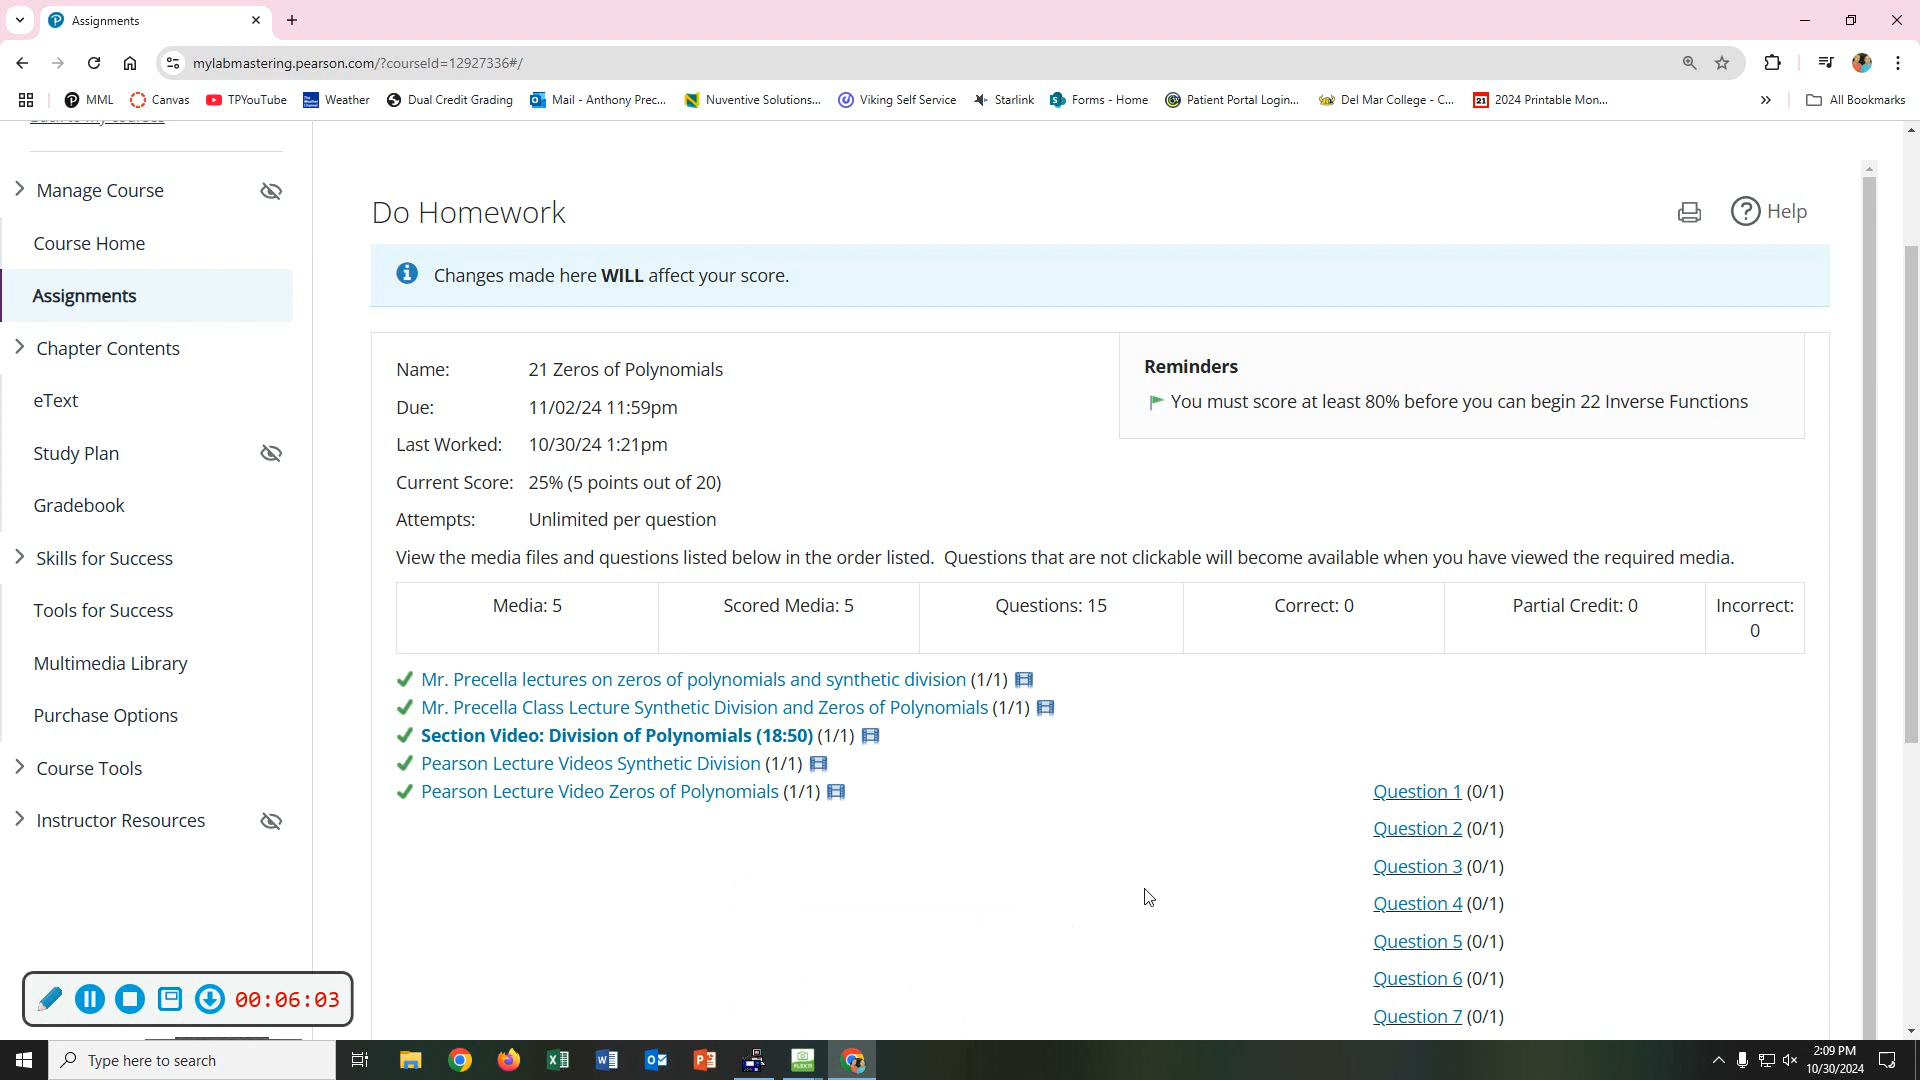 Assignments
mylabmastering.pearson.com/?courseId=12927336#/
MML
Canvas
TPYouTube
Weather
Dual Credit Grading
Mail - Anthony Prec...
Nuventive Solutions...
Viking Self Service
Starlink
Forms - Home
Patient Portal Login...
Del Mar College - C...
21
2024 Printable Mon...
All Bookmarks
Manage Course
Course Home
Assignments
Chapter Contents
eText
Study Plan
Gradebook
Skills for Success
Tools for Success
Multimedia Library
Purchase Options
Course Tools
Instructor Resources
Do Homework
Help
Changes made here WILL affect your score.
Name: 21 Zeros of Polynomials
Due: 11/02/24 11:59pm
Last Worked: 10/30/24 1:21pm
Current Score: 25% (5 points out of 20)
Attempts: Unlimited per question
Reminders
You must score at least 80% before you can begin 22 Inverse Functions
View the media files and questions listed below in the order listed. Questions that are not clickable will become available when you have viewed the required media.
Media: 5
Scored Media: 5
Questions: 15
Correct: 0
Partial Credit: 0
Incorrect:
0
Mr. Precella lectures on zeros of polynomials and synthetic division (1/1)
Mr. Precella Class Lecture Synthetic Division and Zeros of Polynomials (1/1)
Section Video: Division of Polynomials (18:50) (1/1)
Pearson Lecture Videos Synthetic Division (1/1)
Pearson Lecture Video Zeros of Polynomials (1/1)
Question 1 (0/1)
Question 2 (0/1)
Question 3 (0/1)
Question 4 (0/1)
Question 5 (0/1)
Question 6 (0/1)
Question 7 (0/1)
00:06:03
Type here to search
2:09 PM
10/30/2024